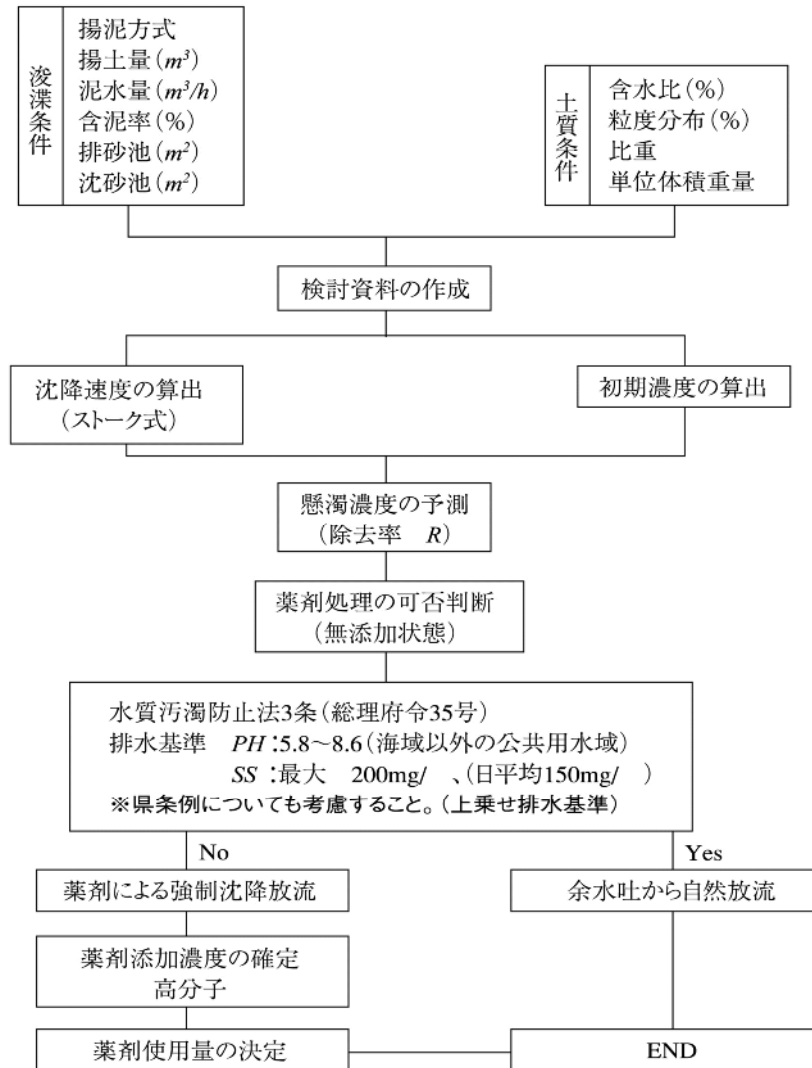 浚渫条件
揚泥方式
揚土量(m³)
泥水量(m³/h)
含泥率(%)
排砂池(m²)
沈砂池(m²)
土質条件
含水比(%)
粒度分布(%)
比重
単位体積重量
検討資料の作成
沈降速度の算出
(ストーク式)
初期濃度の算出
懸濁濃度の予測
(除去率 R)
薬剤処理の可否判断
(無添加状態)
水質汚濁防止法3条(総理府令35号)
排水基準 PH:5.8~8.6(海域以外の公共用水域)
SS:最大 200mg/ 、(日平均150mg/ )
※県条例についても考慮すること。(上乗せ排水基準)
No
Yes
薬剤による強制沈降放流
余水吐から自然放流
薬剤添加濃度の確定
高分子
薬剤使用量の決定
END